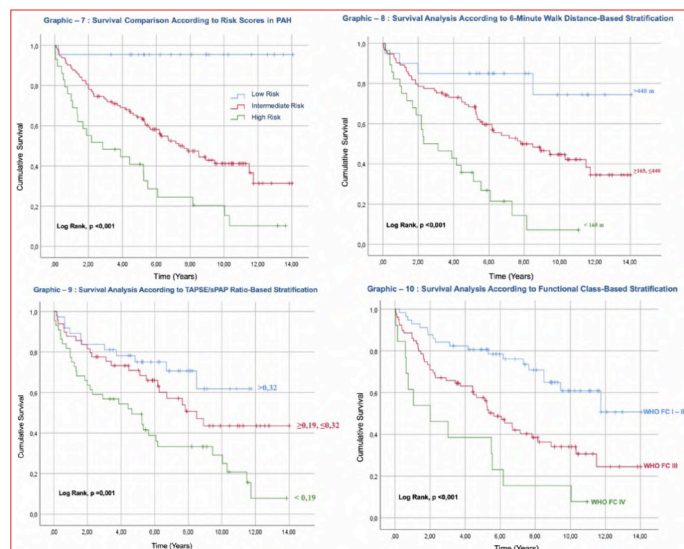 Graphic – 7 : Survival Comparison According to Risk Scores in PAH
Cumulative Survival
1,0
0,8
0,6
0,4
0,2
0,0
Low Risk
Intermediate Risk
High Risk
Log Rank, p <0,001
,00 2,00 4,00 6,00 8,00 10,00 12,00 14,00
Time (Years)
Graphic – 8 : Survival Analysis According to 6-Minute Walk Distance-Based Stratification
Cumulative Survival
1,0
0,8
0,6
0,4
0,2
0,0
>440 m
≥165, ≤440
Log Rank, p <0,001
,00 2,00 4,00 6,00 8,00 10,00 12,00 14,00
Time (Years)
Graphic – 9 : Survival Analysis According to TAPSE/sPAP Ratio-Based Stratification
Cumulative Survival
1,0
0,8
0,6
0,4
0,2
0,0
>0,32
≥0,19, ≤0,32
< 0,19
Log Rank, p =0,001
,00 2,00 4,00 6,00 8,00 10,00 12,00 14,00
Time (Years)
Graphic – 10 : Survival Analysis According to Functional Class-Based Stratification
Cumulative Survival
1,0
0,8
0,6
0,4
0,2
0,0
WHO FC I – II
WHO FC III
WHO FC IV
Log Rank, p <0,001
,00 2,00 4,00 6,00 8,00 10,00 12,00 14,00
Time (Years)